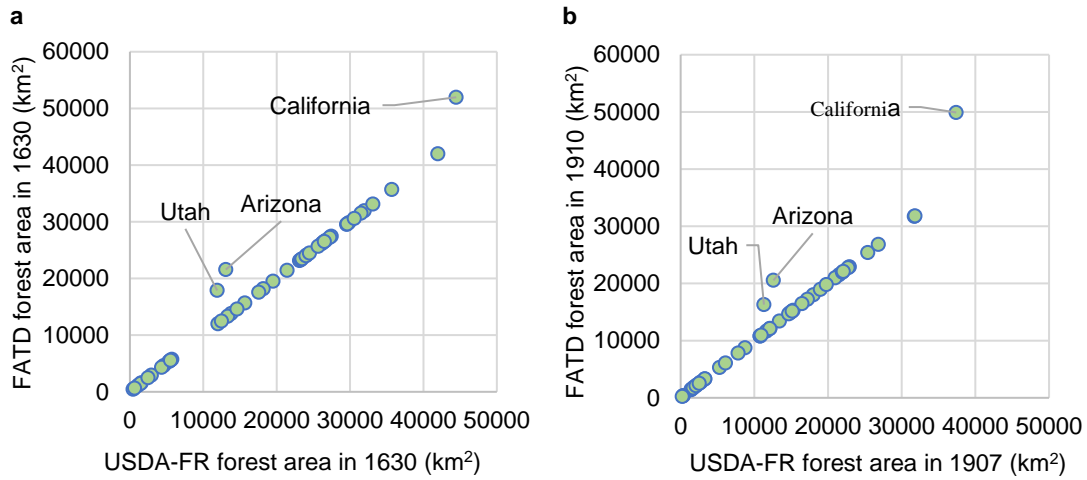 a
60000
50000
40000
30000
20000
10000
0
0 10000 20000 30000 40000 50000
FATD forest area in 1630 (km²)
USDA-FR forest area in 1630 (km²)
California
Arizona
Utah
b
60000
50000
40000
30000
20000
10000
0
0 10000 20000 30000 40000 50000
FATD forest area in 1910 (km²)
USDA-FR forest area in 1907 (km²)
California
Arizona
Utah